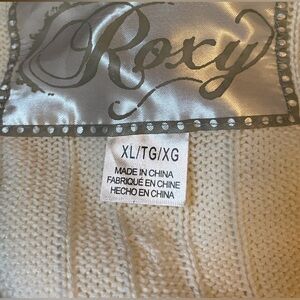 Roxy
XL/TG/XG
MADE IN CHINA
FABRIQUÉ EN CHINE
HECHO EN CHINA